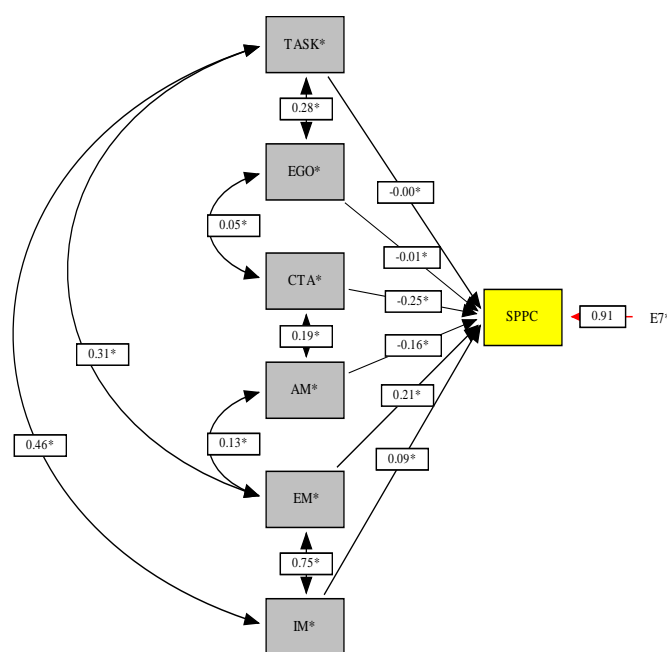 TASK*
0.28*
EGO*
-0.00*
0.05*
-0.01*
CTA*
-0.25*
SPPC
0.91
E7*
0.19*
-0.16*
0.31*
AM*
0.21*
0.13*
0.46*
0.09*
EM*
0.75*
IM*